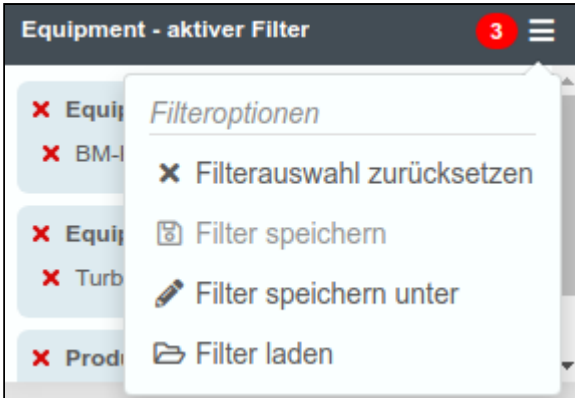 Equipment - aktiver Filter 3
Filteroptionen
Filterauswahl zurücksetzen
Filter speichern
Filter speichern unter
Filter laden